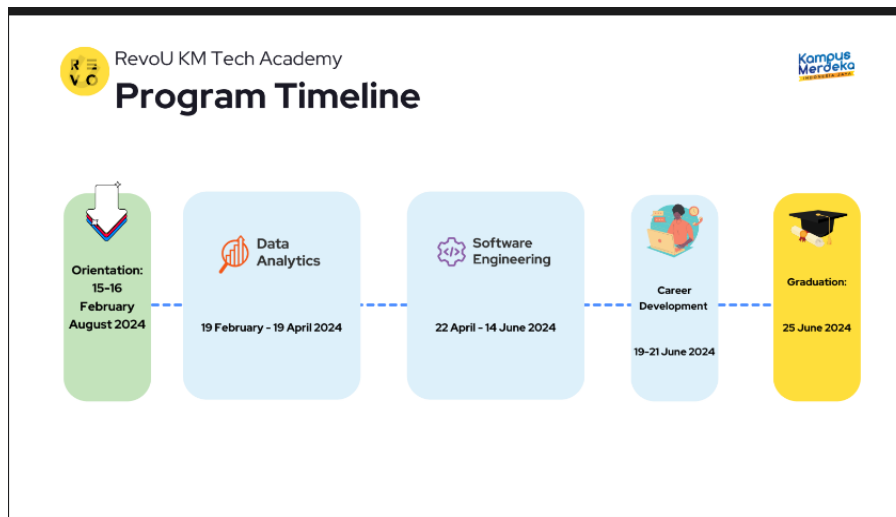 RevoU KM Tech Academy
Program Timeline
R E
V O
Kampus
Merdeka
INDONESIA JAYA
Orientation:
15-16
February
August 2024
Data
Analytics
19 February - 19 April 2024
Software
Engineering
22 April - 14 June 2024
Career
Development
19-21 June 2024
Graduation:
25 June 2024